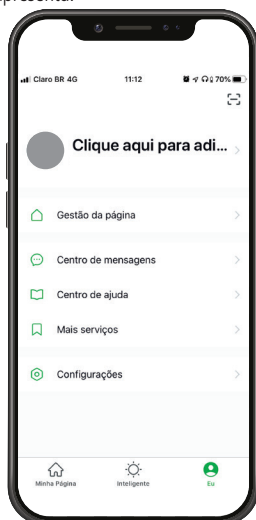 Claro BR 4G 11:12 70%
Clique aqui para adi...
Gestão da página
Centro de mensagens
Centro de ajuda
Mais serviços
Configurações
Minha Página Inteligente Eu